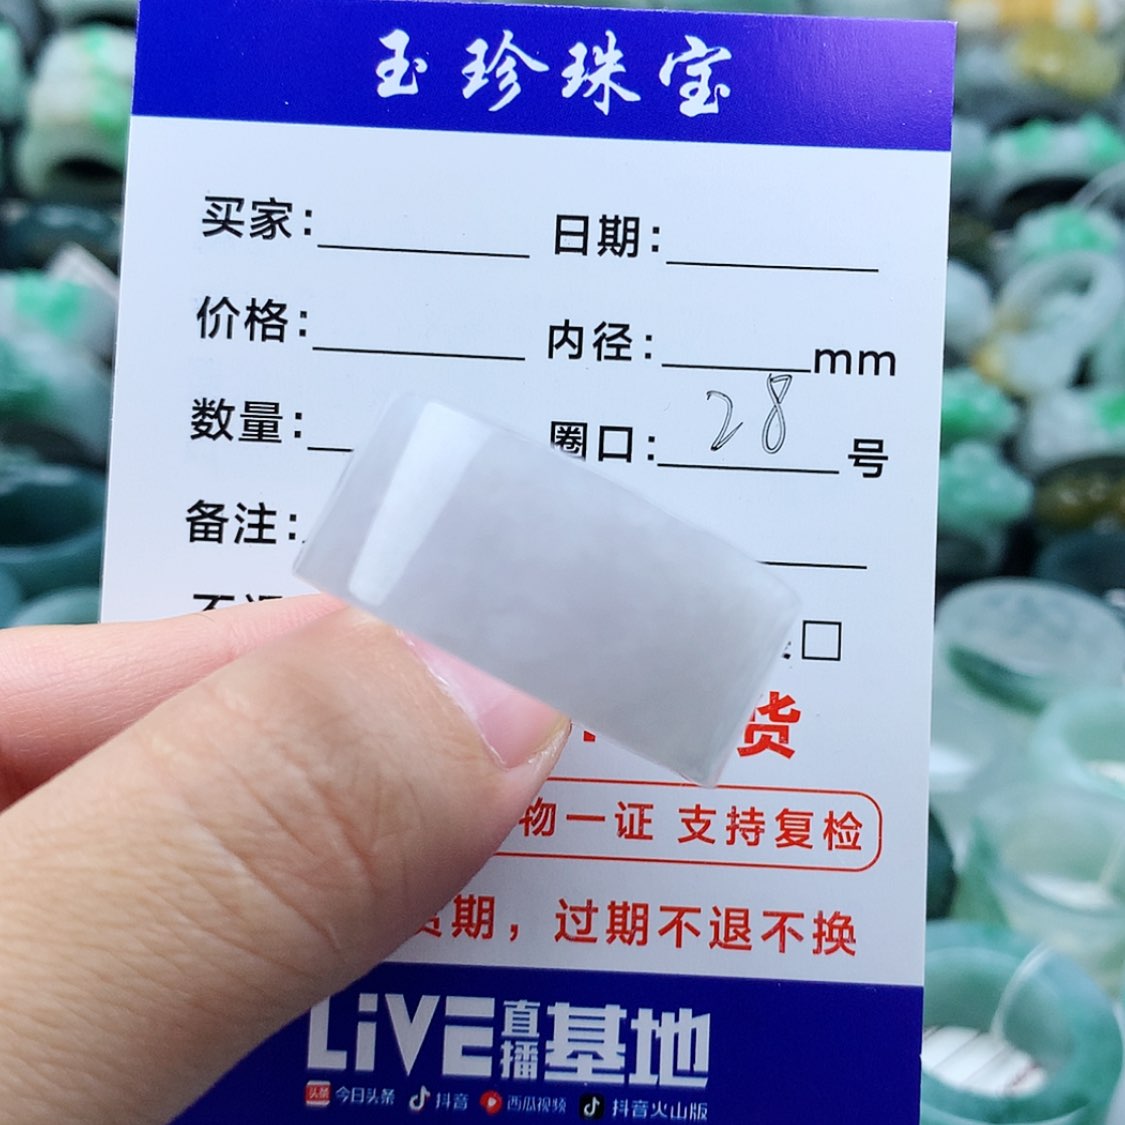 玉珍珠宝
买家： 日期：
价格： 内径： mm
数量： 圈口： 28 号
备注：
货
物一证 支持复检
期，过期不退不换
LiVE直播基地
头条 今日头条 抖音 西瓜视频 抖音火山版